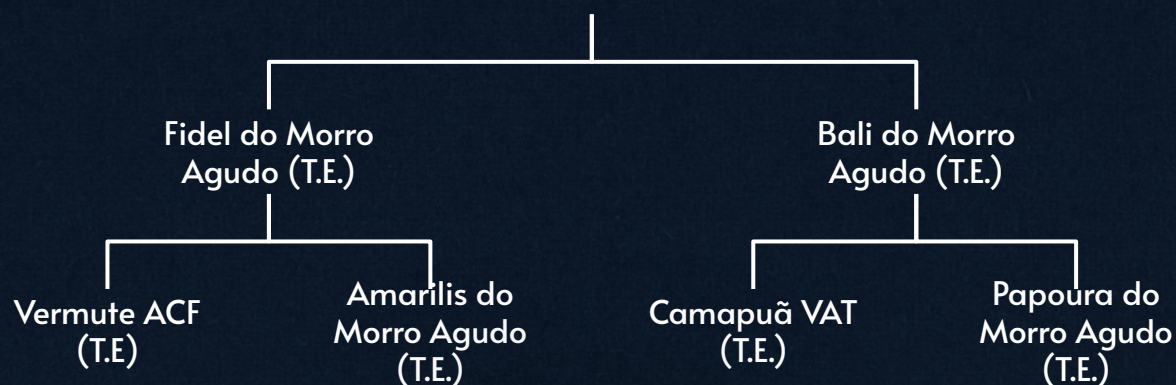 Fidel do Morro
Agudo (T.E.)
Bali do Morro
Agudo (T.E.)
Vermute ACF
(T.E)
Amarílis do
Morro Agudo
(T.E.)
Camapuã VAT
(T.E.)
Papoura do
Morro Agudo
(T.E.)